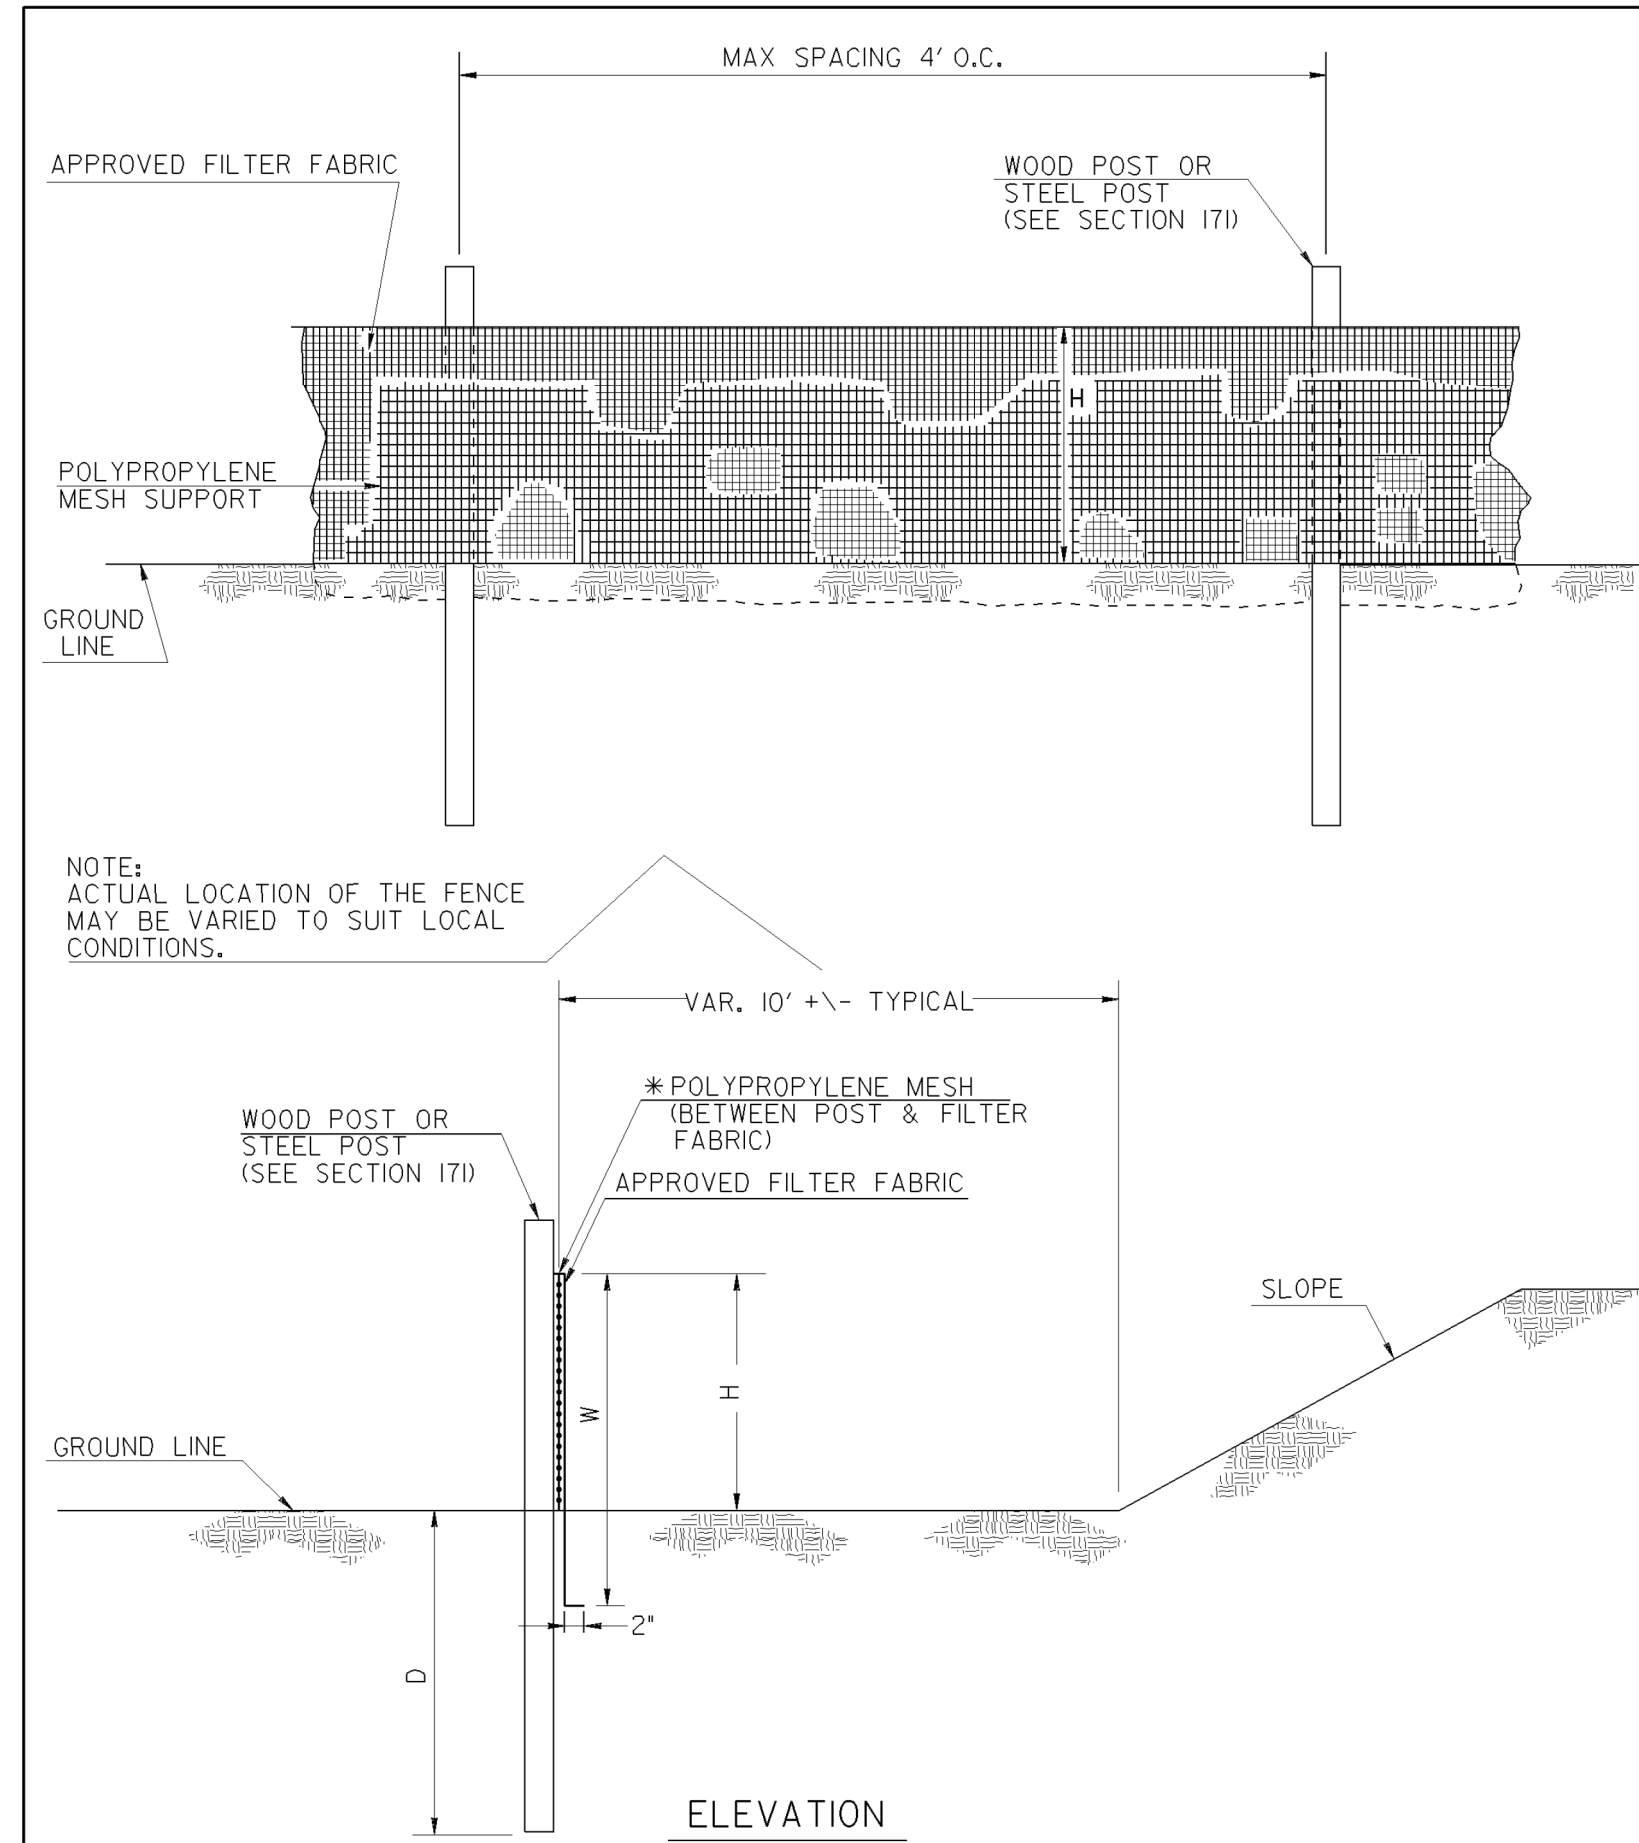 MAX SPACING 4' O.C.
APPROVED FILTER FABRIC
WOOD POST OR
STEEL POST
(SEE SECTION 171)
H
POLYPROPYLENE
MESH SUPPORT
GROUND
LINE
NOTE:
ACTUAL LOCATION OF THE FENCE
MAY BE VARIED TO SUIT LOCAL
CONDITIONS.
VAR. 10' +\- TYPICAL
* POLYPROPYLENE MESH
(BETWEEN POST & FILTER
FABRIC)
WOOD POST OR
STEEL POST
(SEE SECTION 171)
APPROVED FILTER FABRIC
SLOPE
H
W
GROUND LINE
2"
D
ELEVATION